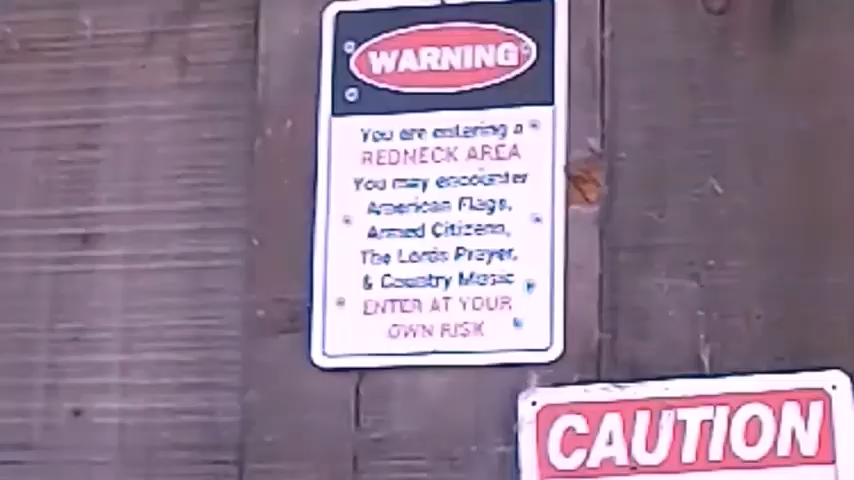 WARNING
You are entering a
REDNECK AREA
You may encounter
American Flags,
Armed Citizens,
The Lords Prayer,
& Country Music
ENTER AT YOUR
OWN RISK
CAUTION